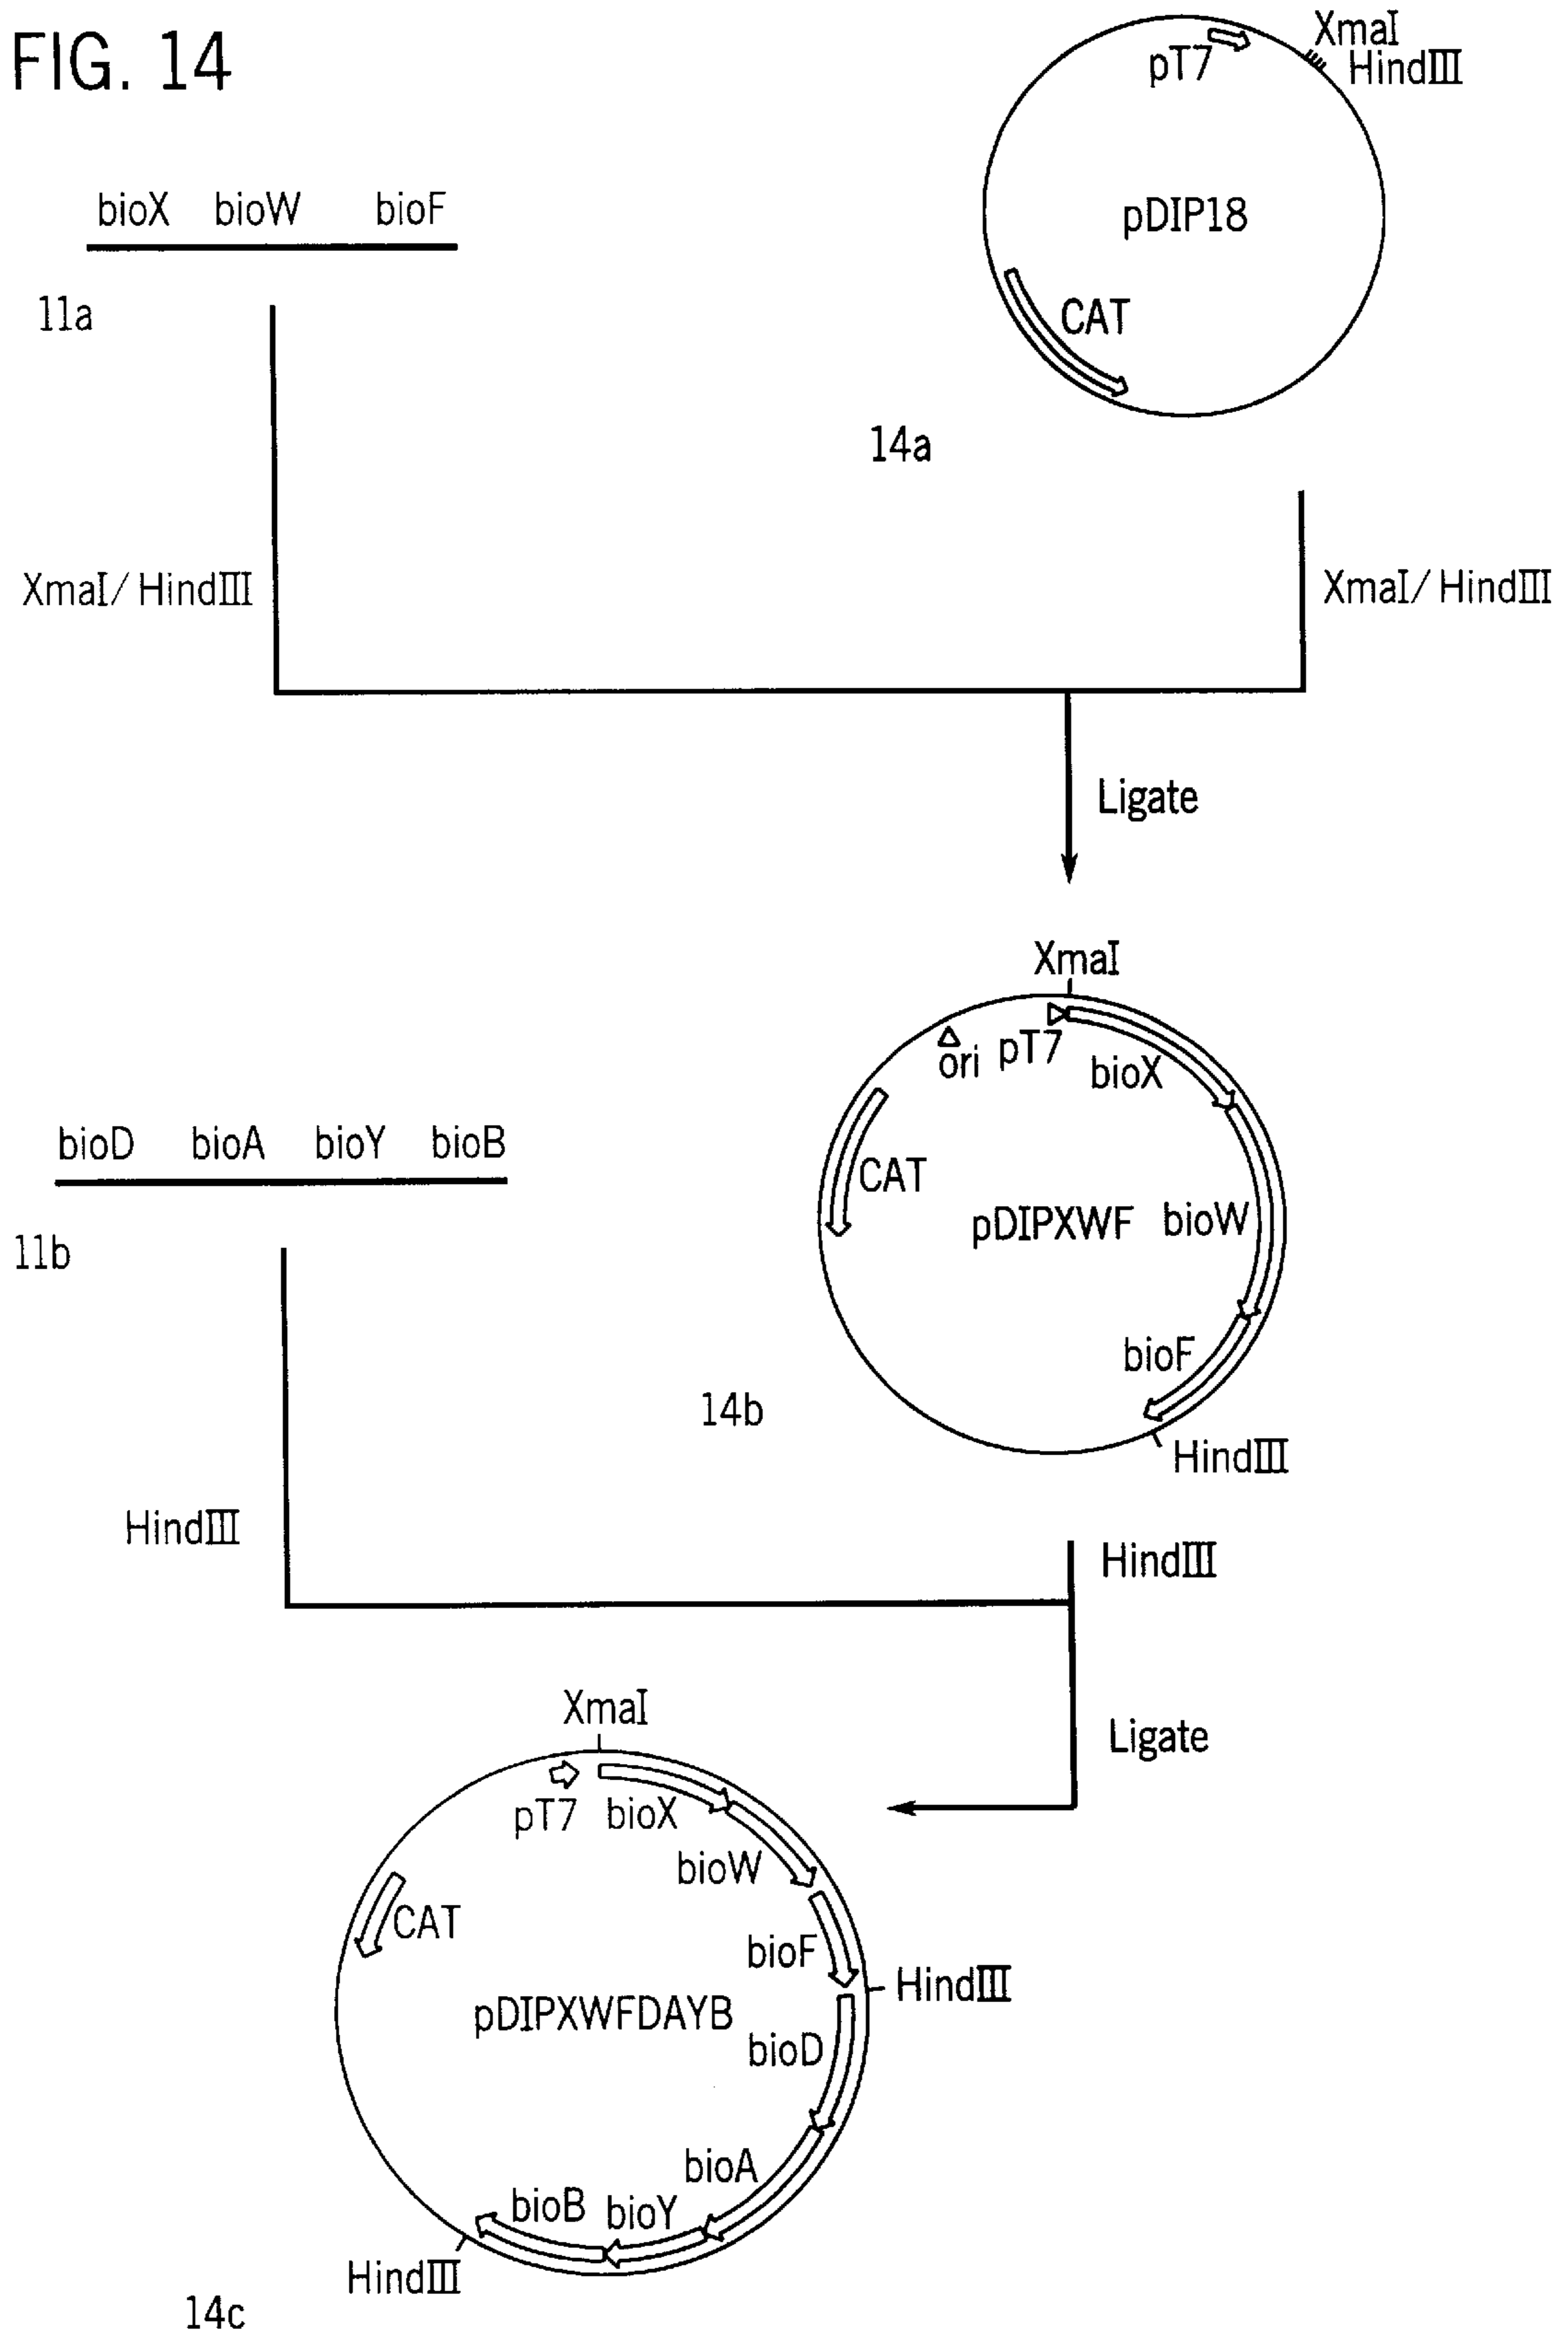 FIG. 14
XmaI
HindIII
pT7
pDIP18
CAT
14a
bioX bioW bioF
11a
XmaI/ HindIII
XmaI/ HindIII
Ligate
XmaI
ori pT7
bioX
CAT
pDIPXWF bioW
bioF
14b
HindIII
bioD bioA bioY bioB
11b
HindIII
HindIII
Ligate
XmaI
pT7 bioX
bioW
CAT
bioF
HindIII
pDIPXWFDAYB
bioD
bioA
bioB bioY
HindIII
14c